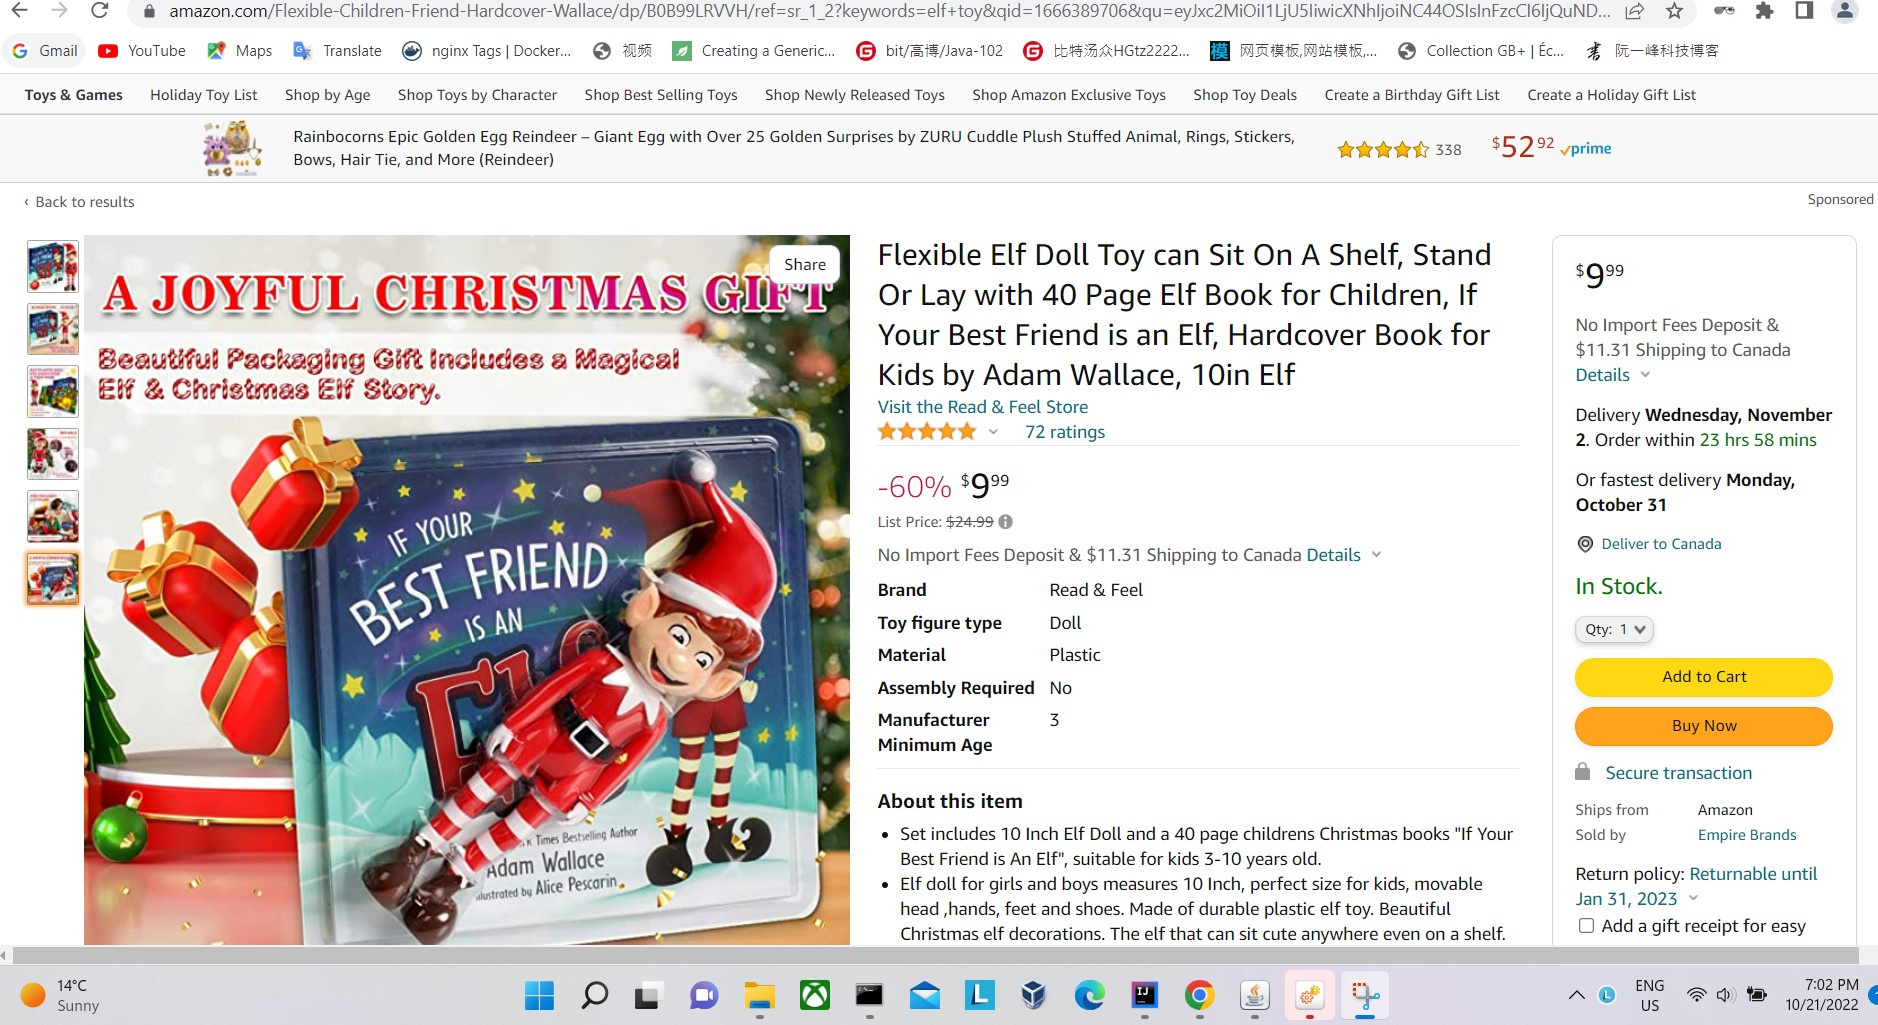 amazon.com/Flexible-Children-Friend-Hardcover-Wallace/dp/B0B99LRVVH/ref=sr_1_2?keywords=elf+toy&qid=1666389706&qu=eyJxc2MiOiI1LjU5IiwicXNhIjoiNC44OSIsInFzcCI6IjQuND...
Gmail YouTube Maps Translate nginx Tags | Docker... 视频 Creating a Generic... bit/高博/Java-102 比特汤众HGtz2222... 模 网页模板,网站模板,... Collection GB+ | Éc... 阮一峰科技博客
Toys & Games Holiday Toy List Shop by Age Shop Toys by Character Shop Best Selling Toys Shop Newly Released Toys Shop Amazon Exclusive Toys Shop Toy Deals Create a Birthday Gift List Create a Holiday Gift List
Rainbocorns Epic Golden Egg Reindeer – Giant Egg with Over 25 Golden Surprises by ZURU Cuddle Plush Stuffed Animal, Rings, Stickers,
Bows, Hair Tie, and More (Reindeer)
338 $52 92 prime
‹ Back to results
Sponsored
Share
A JOYFUL CHRISTMAS GIFT
Beautiful Packaging Gift Includes a Magical
Elf & Christmas Elf Story.
IF YOUR
BEST FRIEND
IS AN
Times Bestselling Author
Adam Wallace
illustrated by Alice Pescarin
Flexible Elf Doll Toy can Sit On A Shelf, Stand
Or Lay with 40 Page Elf Book for Children, If
Your Best Friend is an Elf, Hardcover Book for
Kids by Adam Wallace, 10in Elf
Visit the Read & Feel Store
72 ratings
-60% $9 99
List Price: $24.99
No Import Fees Deposit & $11.31 Shipping to Canada Details
Brand Read & Feel
Toy figure type Doll
Material Plastic
Assembly Required No
Manufacturer 3
Minimum Age
About this item
• Set includes 10 Inch Elf Doll and a 40 page childrens Christmas books "If Your
Best Friend is An Elf", suitable for kids 3-10 years old.
• Elf doll for girls and boys measures 10 Inch, perfect size for kids, movable
head ,hands, feet and shoes. Made of durable plastic elf toy. Beautiful
Christmas elf decorations. The elf that can sit cute anywhere even on a shelf.
$9 99
No Import Fees Deposit &
$11.31 Shipping to Canada
Details
Delivery Wednesday, November
2. Order within 23 hrs 58 mins
Or fastest delivery Monday,
October 31
Deliver to Canada
In Stock.
Qty: 1
Add to Cart
Buy Now
Secure transaction
Ships from Amazon
Sold by Empire Brands
Return policy: Returnable until
Jan 31, 2023
Add a gift receipt for easy
14°C
Sunny
ENG
US
7:02 PM
10/21/2022